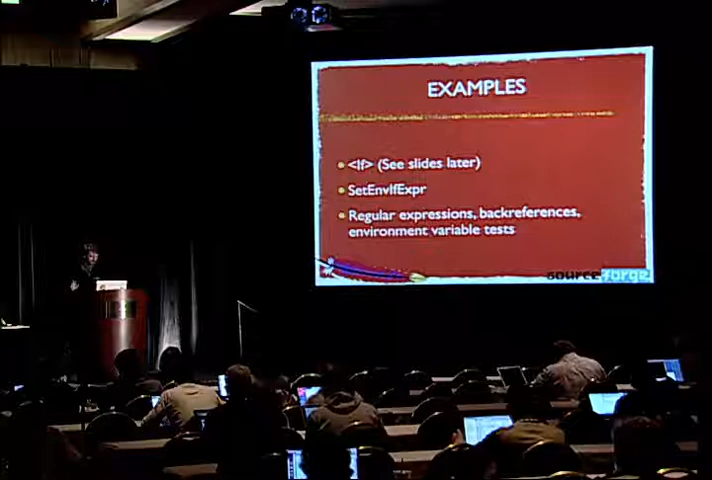 EXAMPLES
<If> (See slides later)
SetEnvIfExpr
Regular expressions, backreferences,
environment variable tests
sourceforge